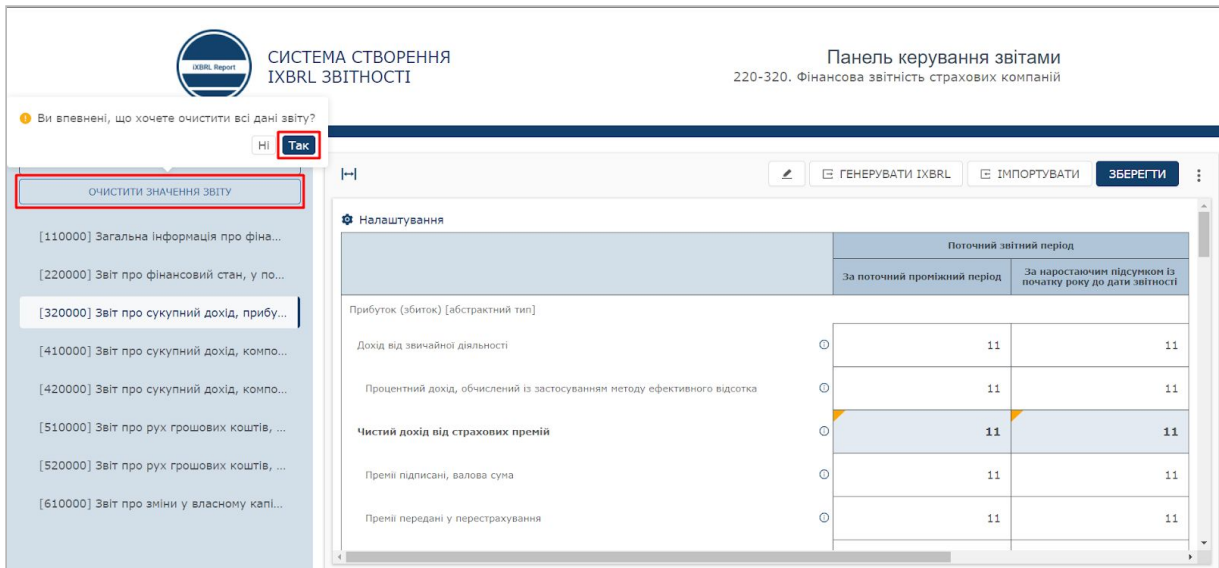 iXBRL Report
СИСТЕМА СТВОРЕННЯ
IXBRL ЗВІТНОСТІ
Панель керування звітами
220-320. Фінансова звітність страхових компаній
Ви впевнені, що хочете очистити всі дані звіту?
Ні Так
ОЧИСТИТИ ЗНАЧЕННЯ ЗВІТУ
[110000] Загальна інформація про фіна...
[220000] Звіт про фінансовий стан, у по...
[320000] Звіт про сукупний дохід, прибу...
[410000] Звіт про сукупний дохід, компо...
[420000] Звіт про сукупний дохід, компо...
[510000] Звіт про рух грошових коштів, ...
[520000] Звіт про рух грошових коштів, ...
[610000] Звіт про зміни у власному капі...
ГЕНЕРУВАТИ IXBRL ІМПОРТУВАТИ ЗБЕРЕГТИ
Налаштування
Поточний звітний період
За поточний проміжний період
За наростаючим підсумком із
початку року до дати звітності
Прибуток (збиток) [абстрактний тип]
Дохід від звичайної діяльності 11 11
Процентний дохід, обчислений із застосуванням методу ефективного відсотка 11 11
Чистий дохід від страхових премій 11 11
Премії підписані, валова сума 11 11
Премії передані у перестрахування 11 11